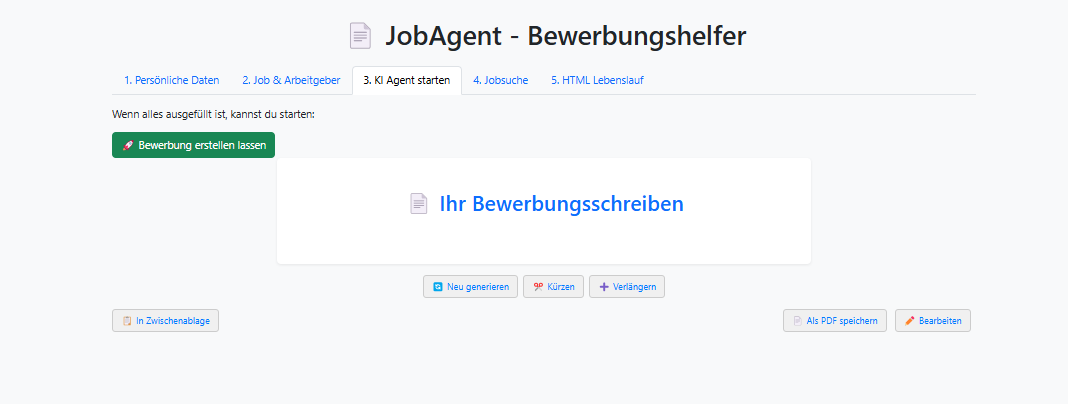 JobAgent - Bewerbungshelfer
1. Persönliche Daten 2. Job & Arbeitgeber 3. KI Agent starten 4. Jobsuche 5. HTML Lebenslauf
Wenn alles ausgefüllt ist, kannst du starten:
Bewerbung erstellen lassen
Ihr Bewerbungsschreiben
Neu generieren Kürzen Verlängern
In Zwischenablage Als PDF speichern Bearbeiten